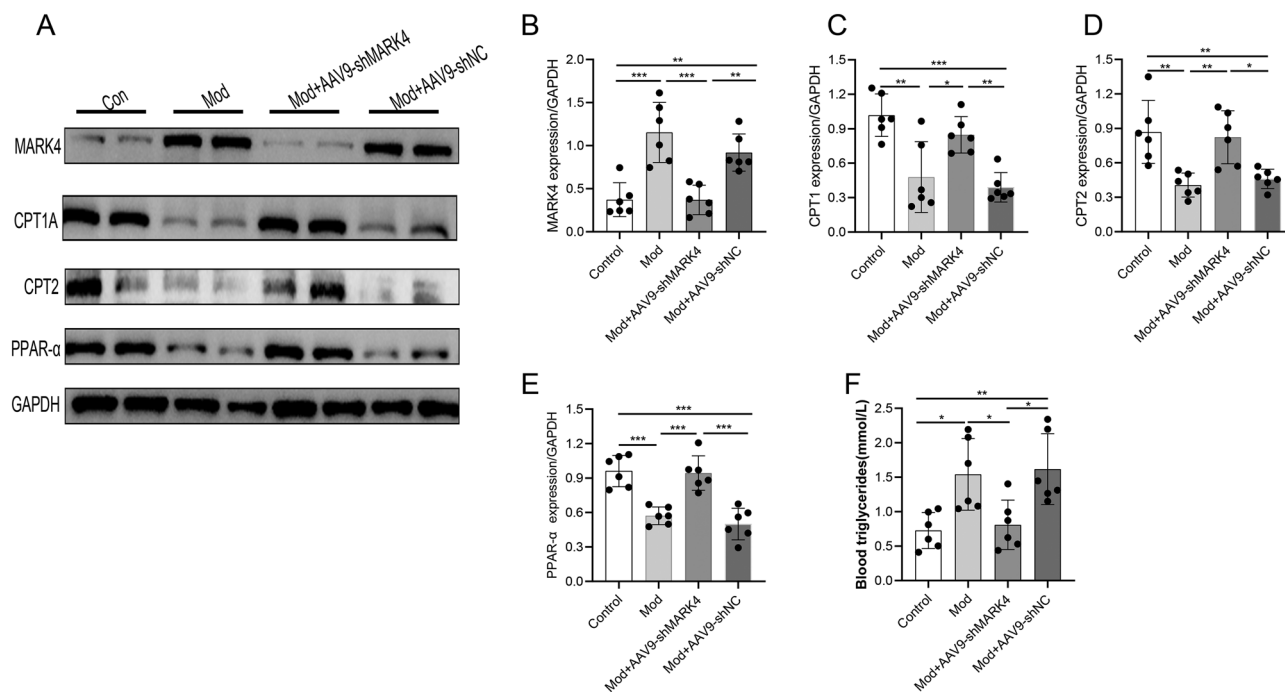 A
Con
Mod
Mod+AAV9-shMARK4
Mod+AAV9-shNC
MARK4
CPT1A
CPT2
PPAR-α
GAPDH
B
MARK4 expression/GAPDH
2.0
1.6
1.2
0.8
0.4
0.0
**
*** *** **
Control
Mod
Mod+AAV9-shMARK4
Mod+AAV9-shNC
C
CPT1 expression/GAPDH
1.5
1.2
0.9
0.6
0.3
0.0
***
** * **
Control
Mod
Mod+AAV9-shMARK4
Mod+AAV9-shNC
D
CPT2 expression/GAPDH
1.5
1.2
0.9
0.6
0.3
0.0
**
** ** *
Control
Mod
Mod+AAV9-shMARK4
Mod+AAV9-shNC
E
PPAR-α expression/GAPDH
1.5
1.2
0.9
0.6
0.3
0.0
***
*** *** ***
Control
Mod
Mod+AAV9-shMARK4
Mod+AAV9-shNC
F
Blood triglycerides(mmol/L)
2.5
2.0
1.5
1.0
0.5
0.0
**
* * *
Control
Mod
Mod+AAV9-shMARK4
Mod+AAV9-shNC